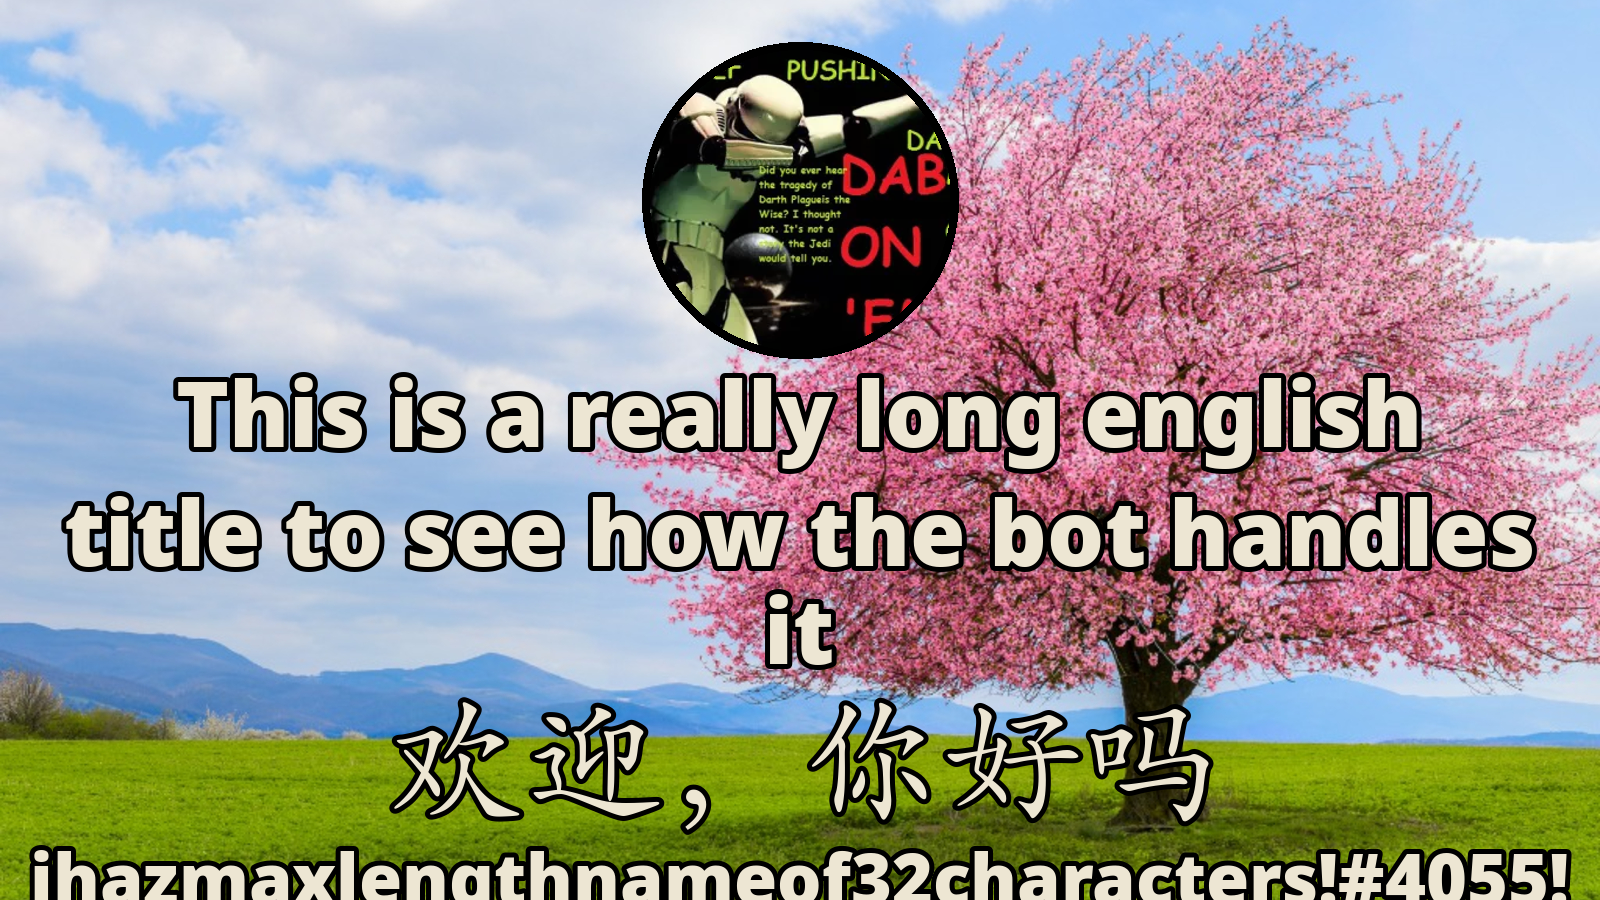 PUSHIN
DA
DAB
ON
Did you ever hear
the tragedy of
Darth Plagueis the
Wise? I thought
not. It's not a
the Jedi
would tell you.
This is a really long english
title to see how the bot handles
it
欢迎，你好吗
ihazmaxlengthnameof32characters!#4055!